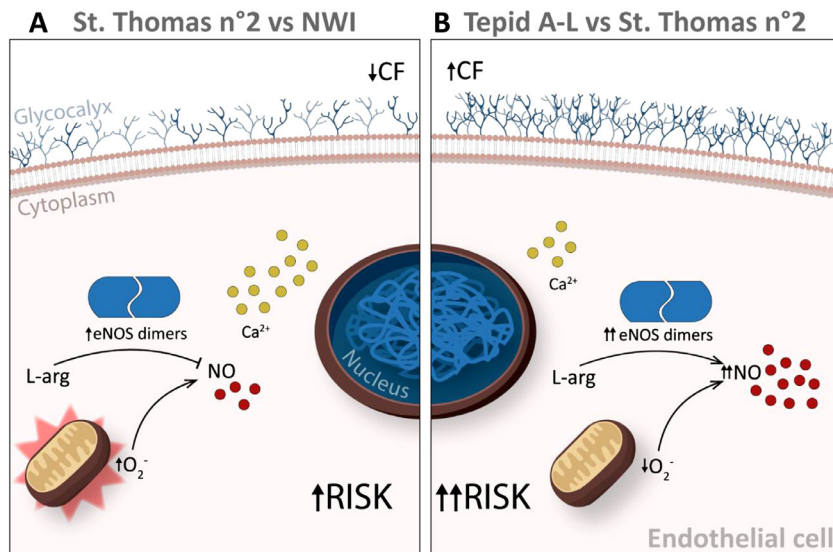 A St. Thomas n°2 vs NWI
↓CF
Glycocalyx
Cytoplasm
Ca²⁺
↑eNOS dimers
L-arg
NO
↑O₂⁻
↑RISK
Nucleus
B Tepid A-L vs St. Thomas n°2
↑CF
Ca²⁺
↑↑ eNOS dimers
L-arg
↑↑NO
↓O₂⁻
↑↑RISK
Endothelial cell